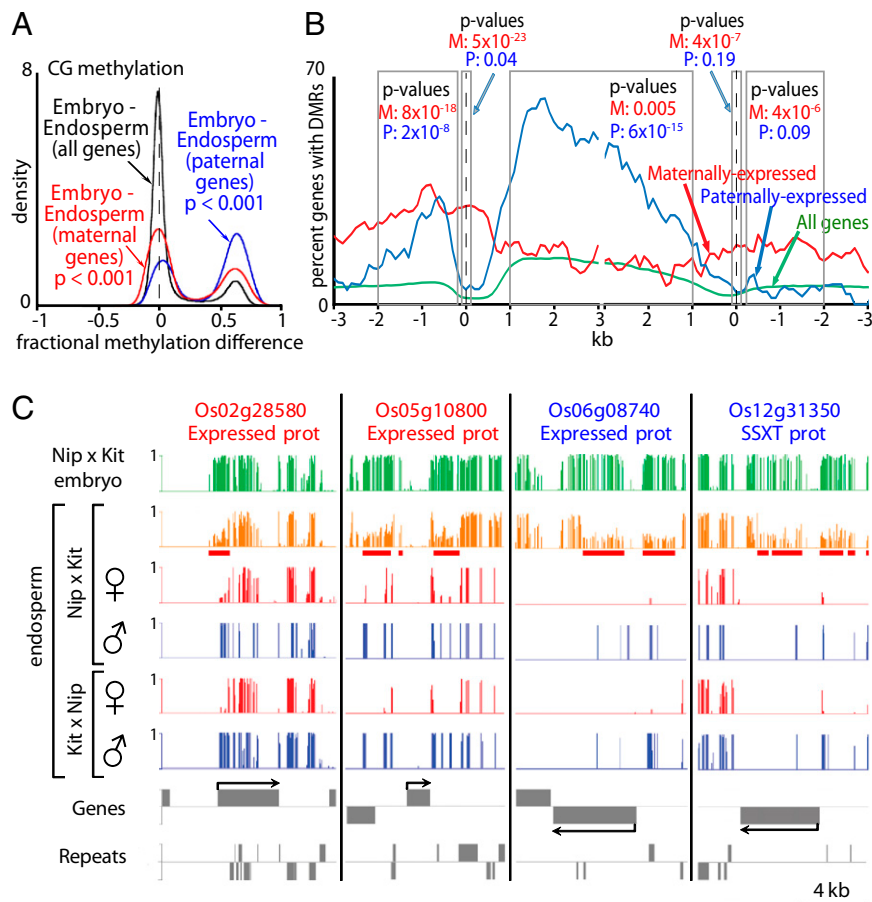 A
CG methylation
8
density
0
Embryo -
Endosperm
(all genes)
Embryo -
Endosperm
(maternal
genes)
p < 0.001
Embryo -
Endosperm
(paternal
genes)
p < 0.001
-1
-0.5
0
0.5
1
fractional methylation difference
B
p-values
M: 5x10⁻²³
P: 0.04
p-values
M: 4x10⁻⁷
P: 0.19
70
percent genes with DMRs
0
p-values
M: 8x10⁻¹⁸
P: 2x10⁻⁸
p-values
M: 0.005
P: 6x10⁻¹⁵
p-values
M: 4x10⁻⁶
P: 0.09
Maternally-expressed
Paternally-expressed
All genes
-3 -2 -1 0 1 2 3 2 1 0 -1 -2 -3
kb
C
Os02g28580
Expressed prot
Os05g10800
Expressed prot
Os06g08740
Expressed prot
Os12g31350
SSXT prot
Nip x Kit
embryo
1
endosperm
1
Nip x Kit
♀
1
♂
1
Kit x Nip
♀
1
♂
1
Genes
Repeats
4 kb